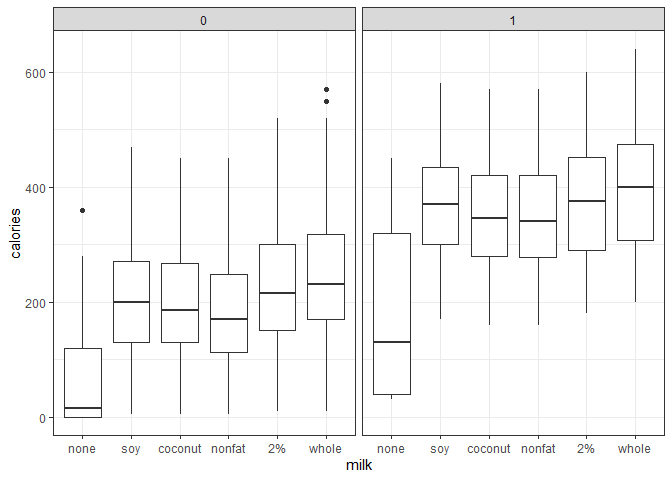 0 1
600
400
200
0
calories
none soy coconut nonfat 2% whole none soy coconut nonfat 2% whole
milk